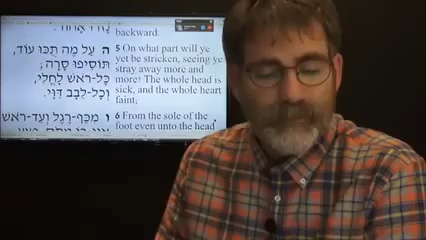 backward.
ה עַל מֶה תֻכּוּ עוֹד,
תּוֹסִיפוּ סָרָה;
כָּל-רֹאשׁ לָחֳלִי,
וְכָל-לֵבָב דַּוָּי.
5 On what part will ye
yet be stricken, seeing ye
stray away more and
more? The whole head is
sick, and the whole heart
faint;
ו מִכַּף-רֶגֶל וְעַד-רֹאשׁ
6 From the sole of the
foot even unto the head